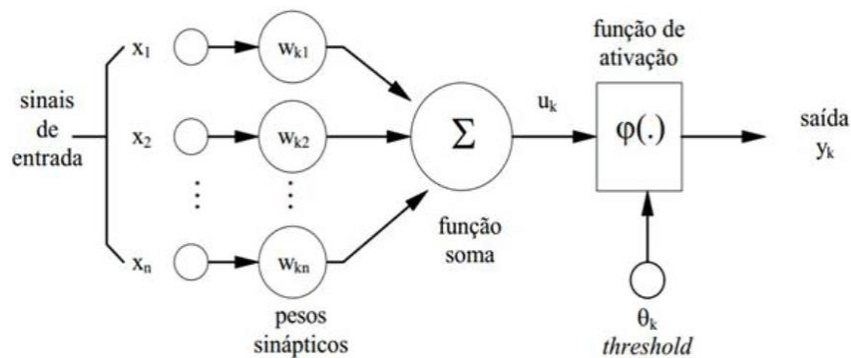 sinais
de
entrada
x1
x2
xn
wk1
wk2
wkn
pesos
sinápticos
Σ
função
soma
uk
função de
ativação
φ(.)
θk
threshold
saída
yk